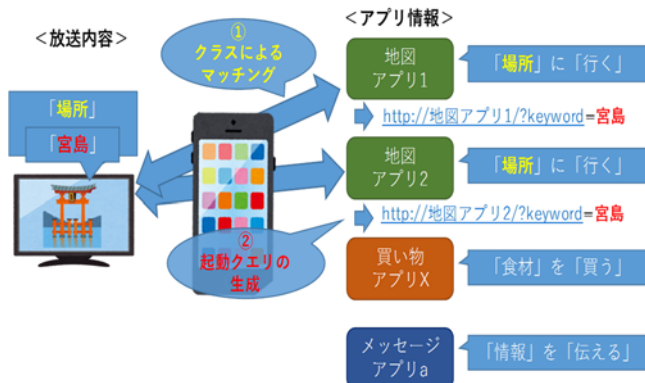 ＜放送内容＞
「場所」
「宮島」
①
クラスによる
マッチング
②
起動クエリの
生成
＜アプリ情報＞
地図
アプリ1
「場所」に「行く」
http://地図アプリ1/?keyword=宮島
地図
アプリ2
「場所」に「行く」
http://地図アプリ2/?keyword=宮島
買い物
アプリX
「食材」を「買う」
メッセージ
アプリa
「情報」を「伝える」